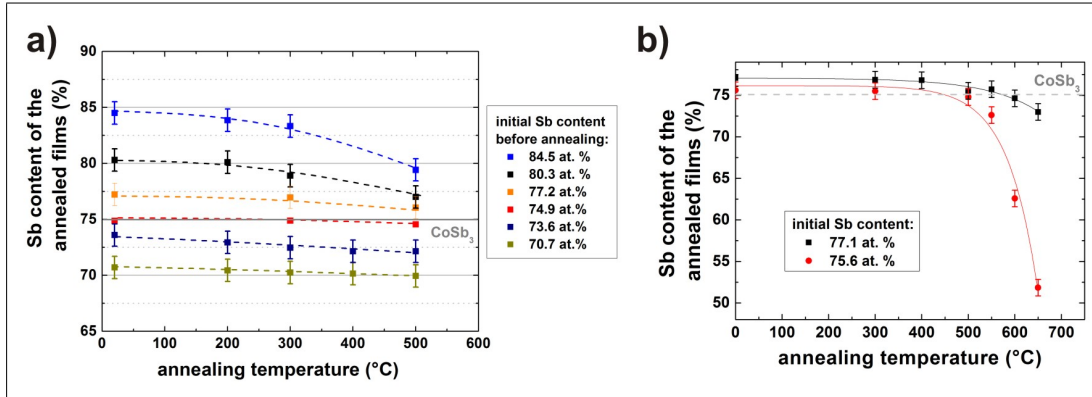 a)
90
85
80
75
70
65
Sb content of the
annealed films (%)
0 100 200 300 400 500 600
annealing temperature (°C)
CoSb3
initial Sb content
before annealing:
84.5 at. %
80.3 at. %
77.2 at. %
74.9 at. %
73.6 at. %
70.7 at.%
b)
75
70
65
60
55
50
Sb content of the
annealed films (%)
0 100 200 300 400 500 600 700
annealing temperature (°C)
CoSb3
initial Sb content:
77.1 at. %
75.6 at. %